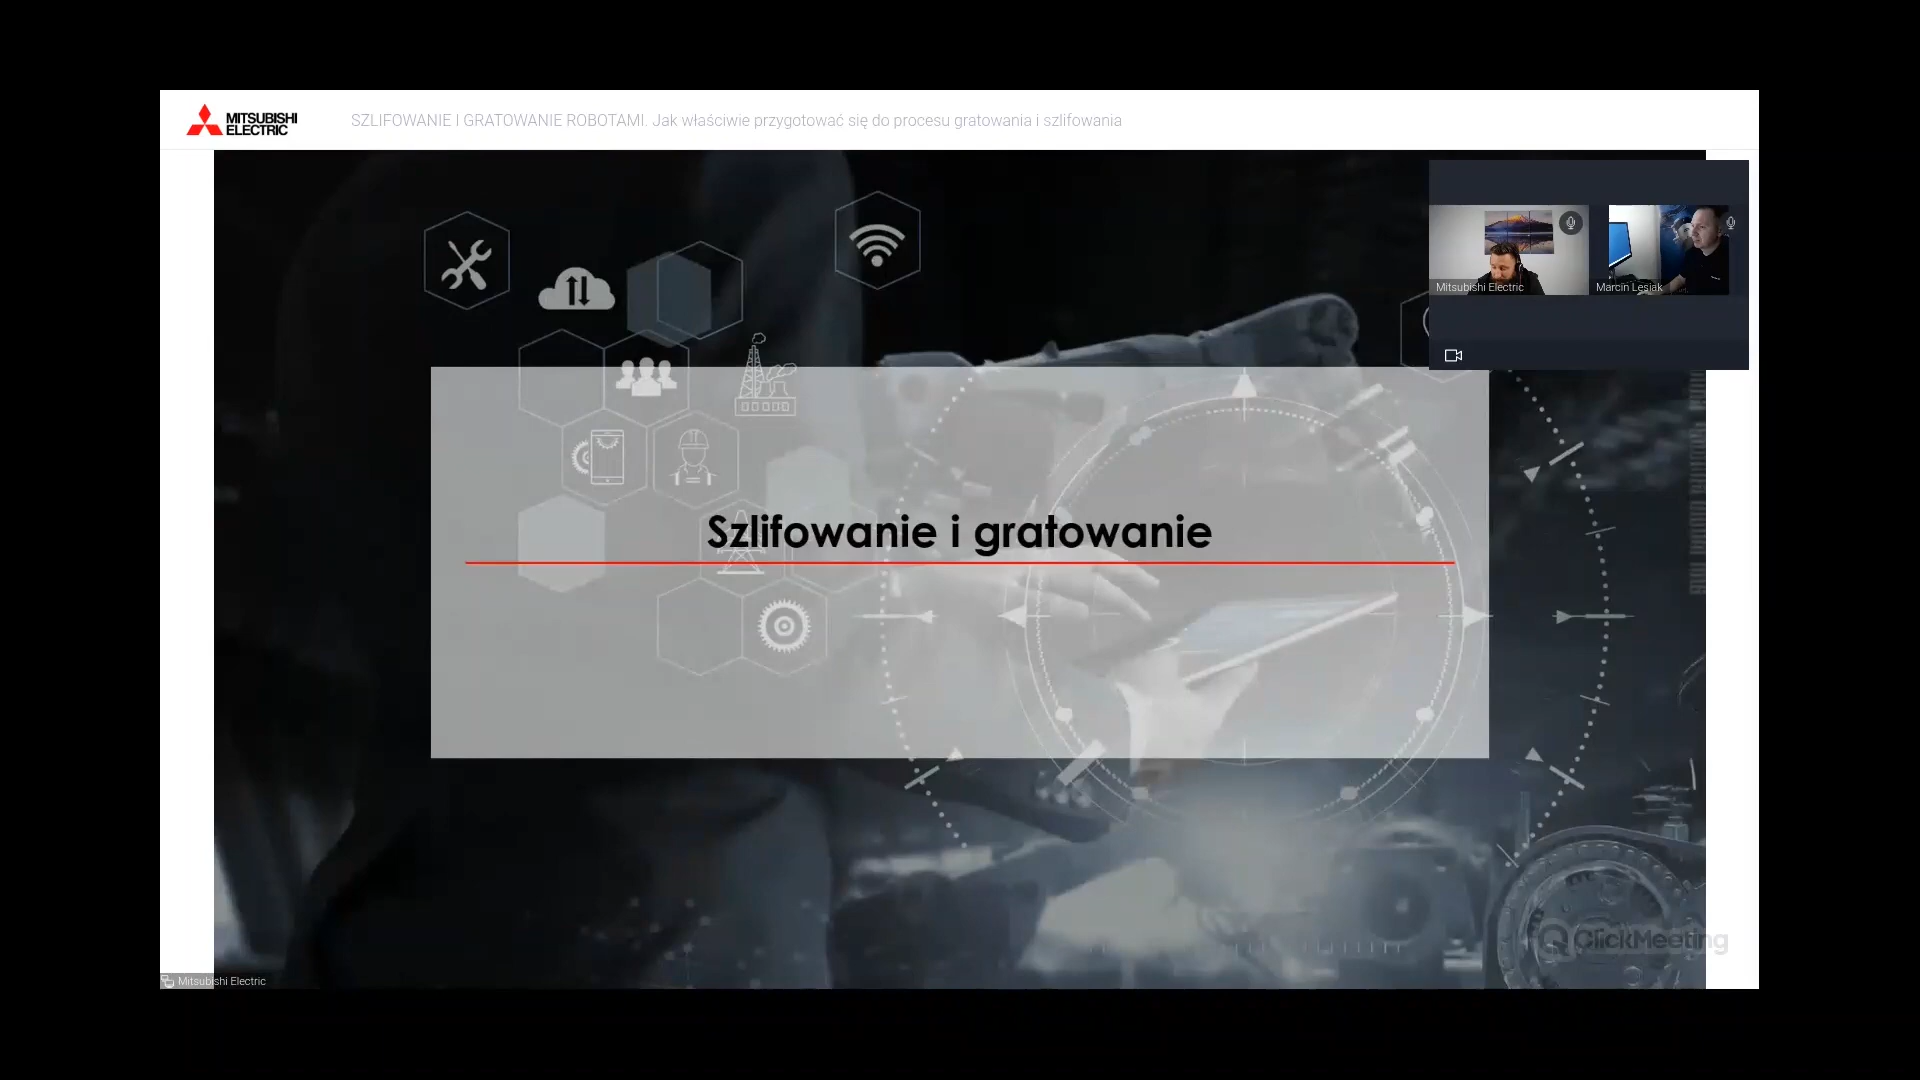 MITSUBISHI
ELECTRIC
SZLIFOWANIE I GRATOWANIE ROBOTAMI. Jak właściwie przygotować się do procesu gratowania i szlifowania
Mitsubishi Electric
Marcin Lesiak
Szlifowanie i gratowanie
ClickMeeting
Mitsubishi Electric